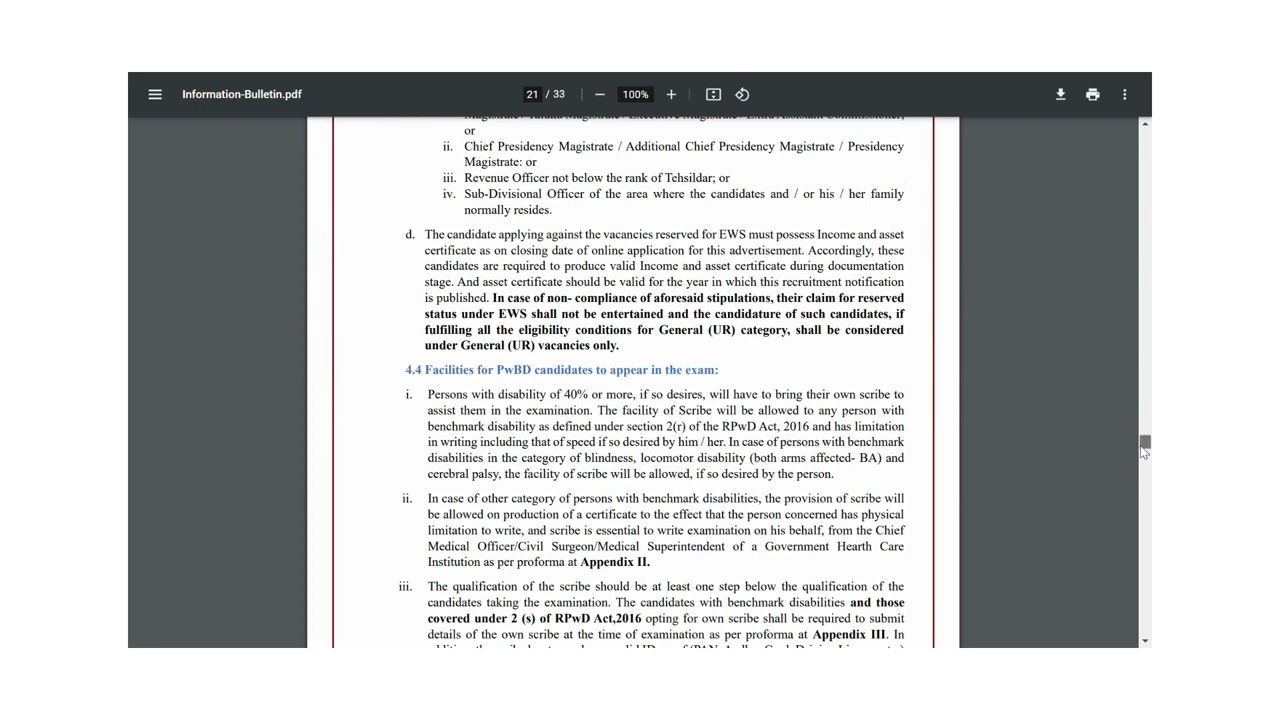 Information-Bulletin.pdf
21 / 33
100%
or
ii. Chief Presidency Magistrate / Additional Chief Presidency Magistrate / Presidency
Magistrate: or
iii. Revenue Officer not below the rank of Tehsildar; or
iv. Sub-Divisional Officer of the area where the candidates and / or his / her family
normally resides.
d. The candidate applying against the vacancies reserved for EWS must possess Income and asset
certificate as on closing date of online application for this advertisement. Accordingly, these
candidates are required to produce valid Income and asset certificate during documentation
stage. And asset certificate should be valid for the year in which this recruitment notification
is published. In case of non- compliance of aforesaid stipulations, their claim for reserved
status under EWS shall not be entertained and the candidature of such candidates, if
fulfilling all the eligibility conditions for General (UR) category, shall be considered
under General (UR) vacancies only.
4.4 Facilities for PwBD candidates to appear in the exam:
i. Persons with disability of 40% or more, if so desires, will have to bring their own scribe to
assist them in the examination. The facility of Scribe will be allowed to any person with
benchmark disability as defined under section 2(r) of the RPwD Act, 2016 and has limitation
in writing including that of speed if so desired by him / her. In case of persons with benchmark
disabilities in the category of blindness, locomotor disability (both arms affected- BA) and
cerebral palsy, the facility of scribe will be allowed, if so desired by the person.
ii. In case of other category of persons with benchmark disabilities, the provision of scribe will
be allowed on production of a certificate to the effect that the person concerned has physical
limitation to write, and scribe is essential to write examination on his behalf, from the Chief
Medical Officer/Civil Surgeon/Medical Superintendent of a Government Hearth Care
Institution as per proforma at Appendix II.
iii. The qualification of the scribe should be at least one step below the qualification of the
candidates taking the examination. The candidates with benchmark disabilities and those
covered under 2 (s) of RPwD Act,2016 opting for own scribe shall be required to submit
details of the own scribe at the time of examination as per proforma at Appendix III. In